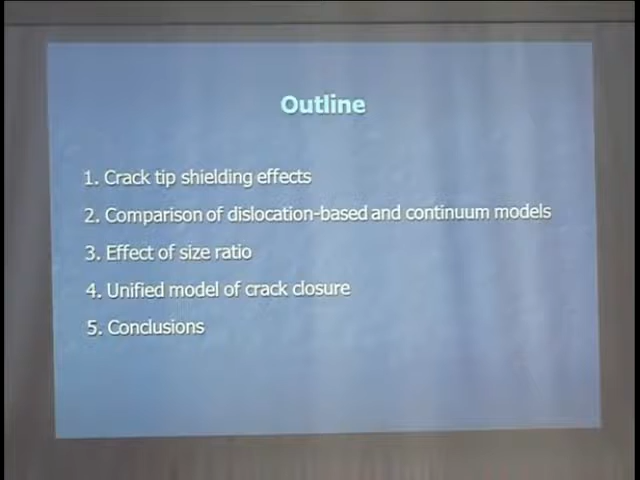 Outline
1. Crack tip shielding effects
2. Comparison of dislocation-based and continuum models
3. Effect of size ratio
4. Unified model of crack closure
5. Conclusions